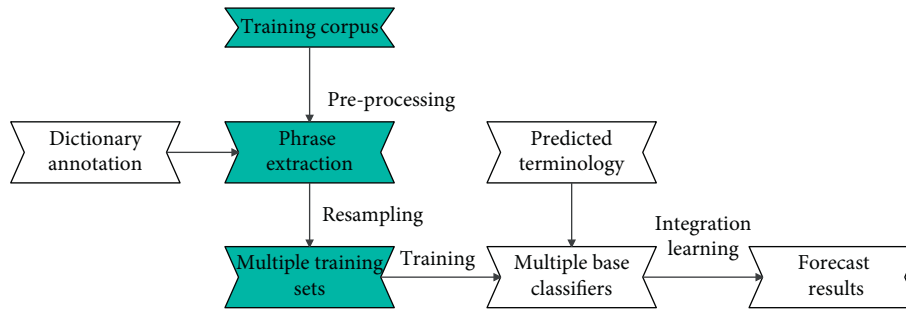 Training corpus
Pre-processing
Dictionary
annotation
Phrase
extraction
Predicted
terminology
Resampling
Integration
learning
Multiple training
sets
Training
Multiple base
classifiers
Forecast
results